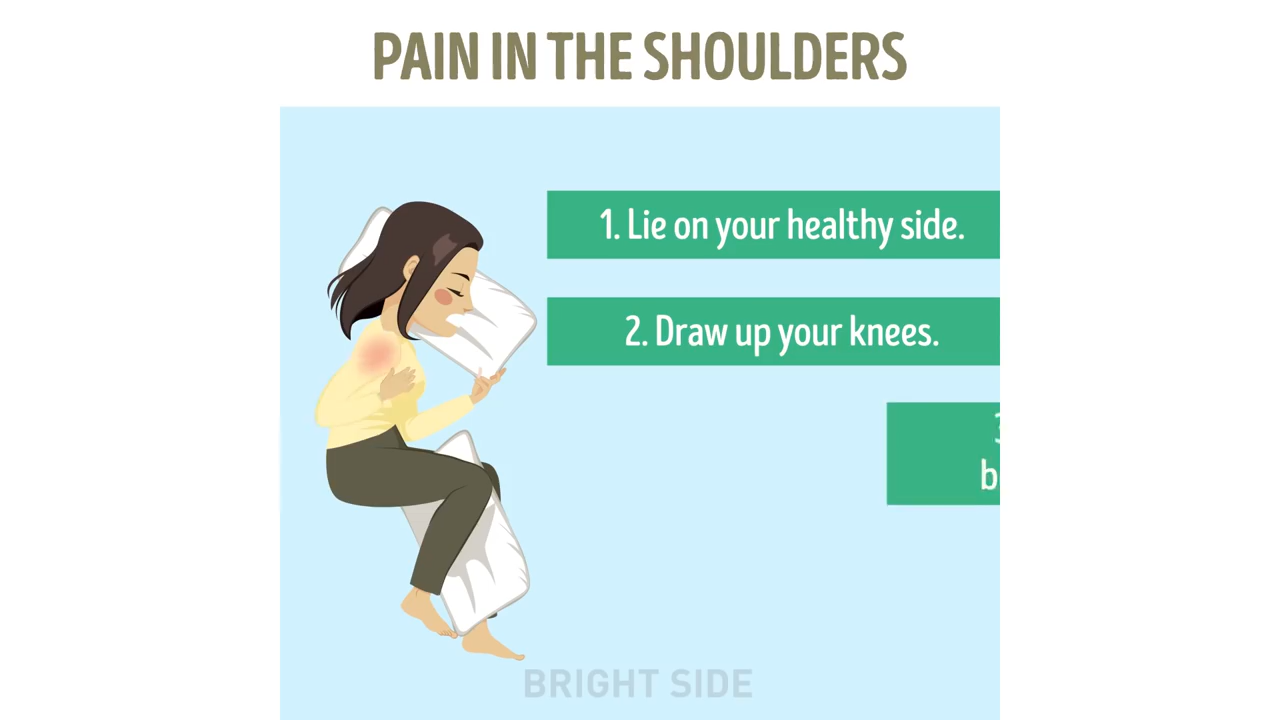 PAIN IN THE SHOULDERS
1. Lie on your healthy side.
2. Draw up your knees.
BRIGHT SIDE